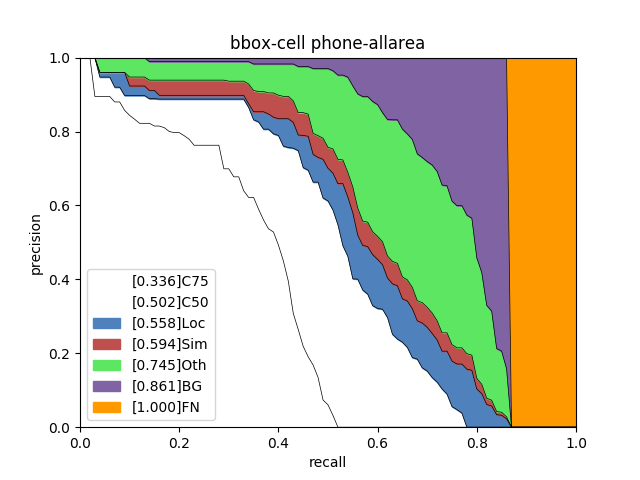 bbox-cell phone-allarea
precision
1.0
0.8
0.6
0.4
0.2
0.0
[0.336]C75
[0.502]C50
[0.558]Loc
[0.594]Sim
[0.745]Oth
[0.861]BG
[1.000]FN
0.0 0.2 0.4 0.6 0.8 1.0
recall